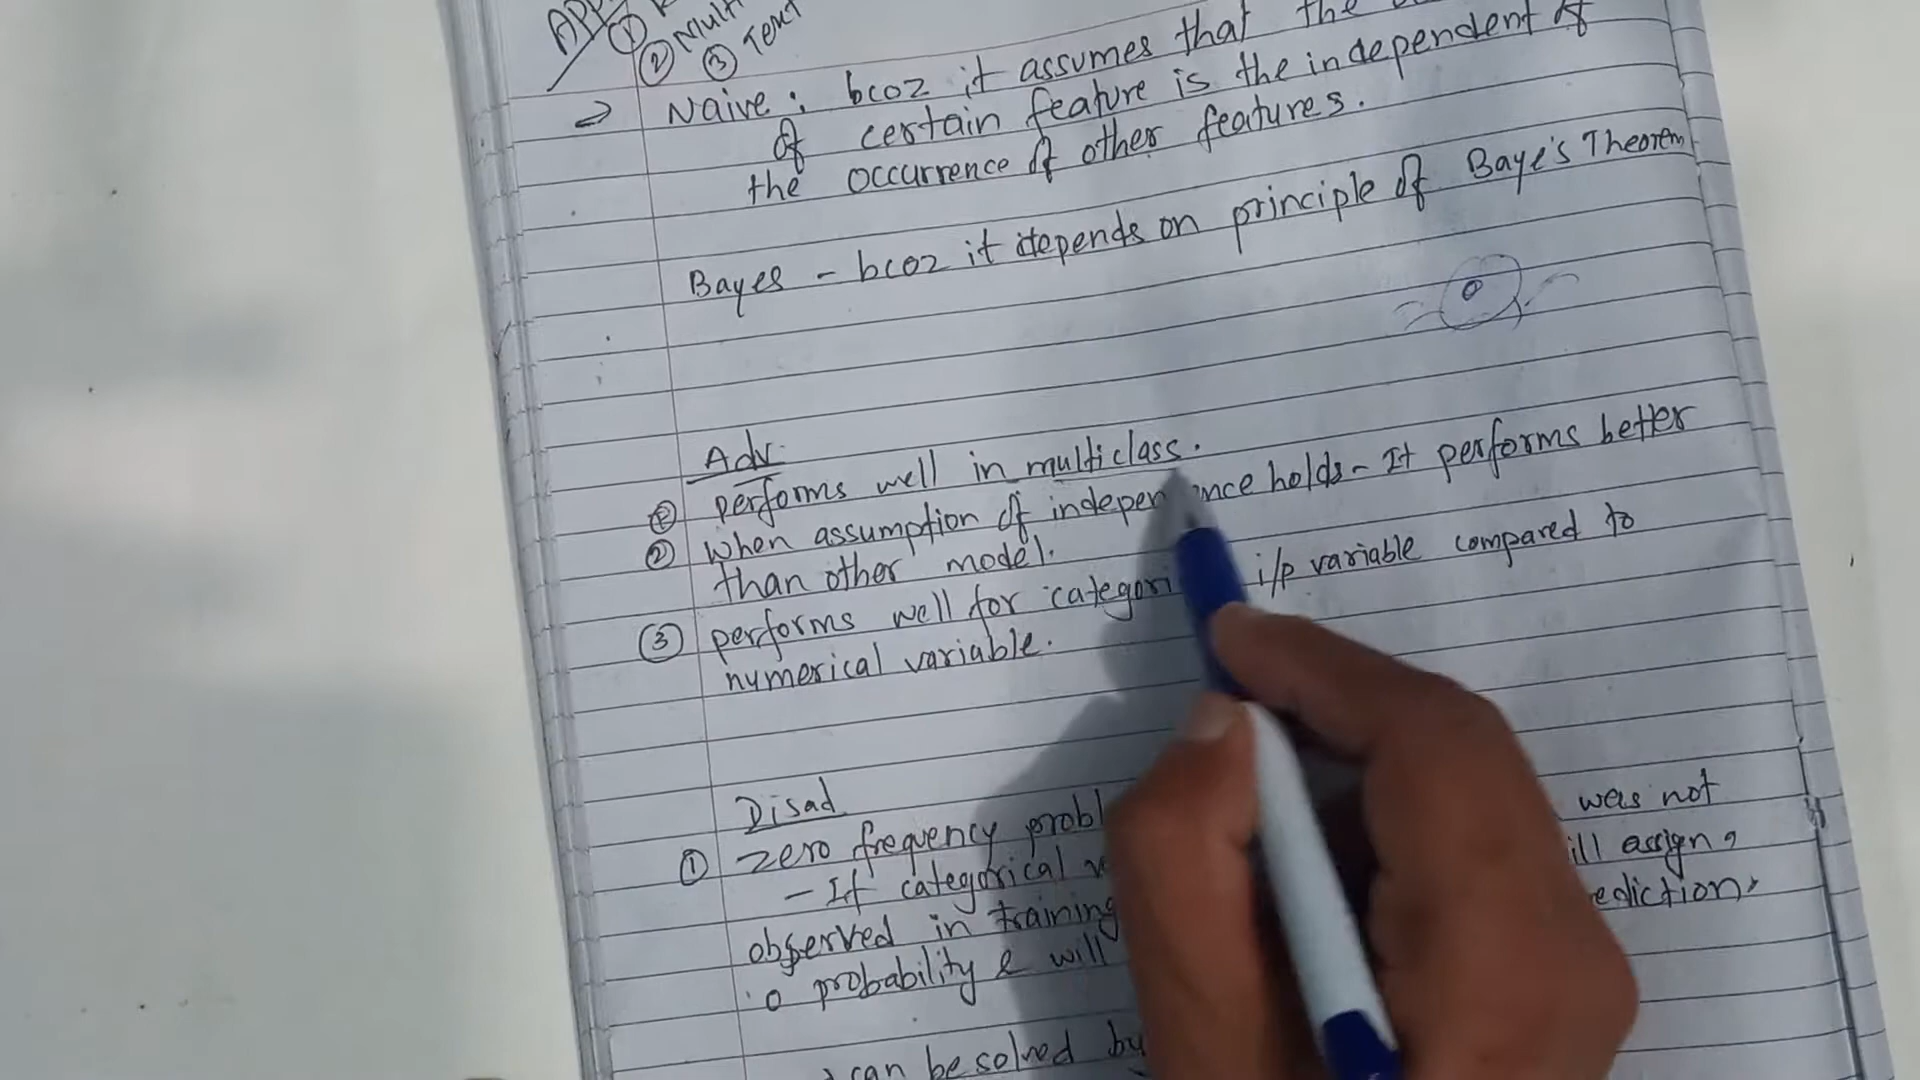 APP
①
② Multi
③ Text
→ Naive : bcoz it assumes that the
of certain feature is the independent of
the occurrence of other features.
Bayes - bcoz it depends on principle of Baye's Theorem
Adv.
① performs well in multiclass.
② When assumption of independence holds - It performs better
than other model.
③ performs well for categori i/p variable compared to
numerical variable.
Disad
① zero frequency probl
- If categorical v was not
observed in training ill assign
0 probability & will ediction
can be solved by